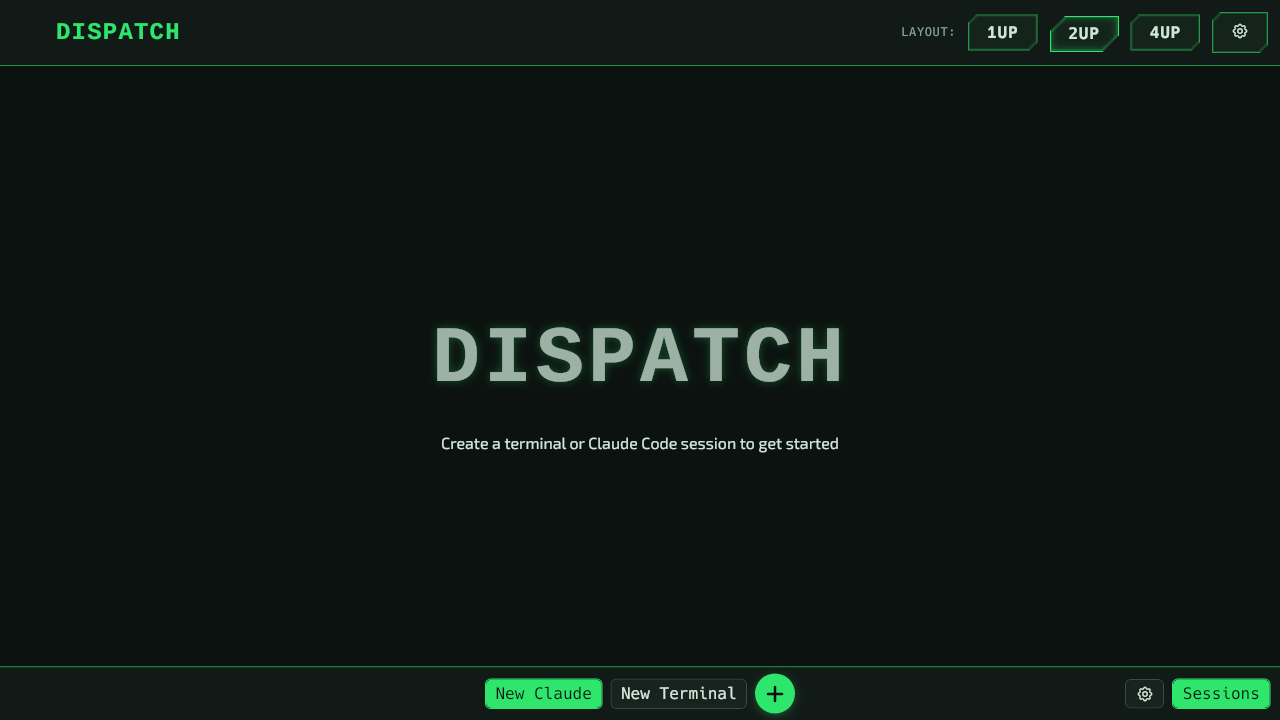 DISPATCH
LAYOUT: 1UP 2UP 4UP
DISPATCH
Create a terminal or Claude Code session to get started
New Claude New Terminal + Sessions